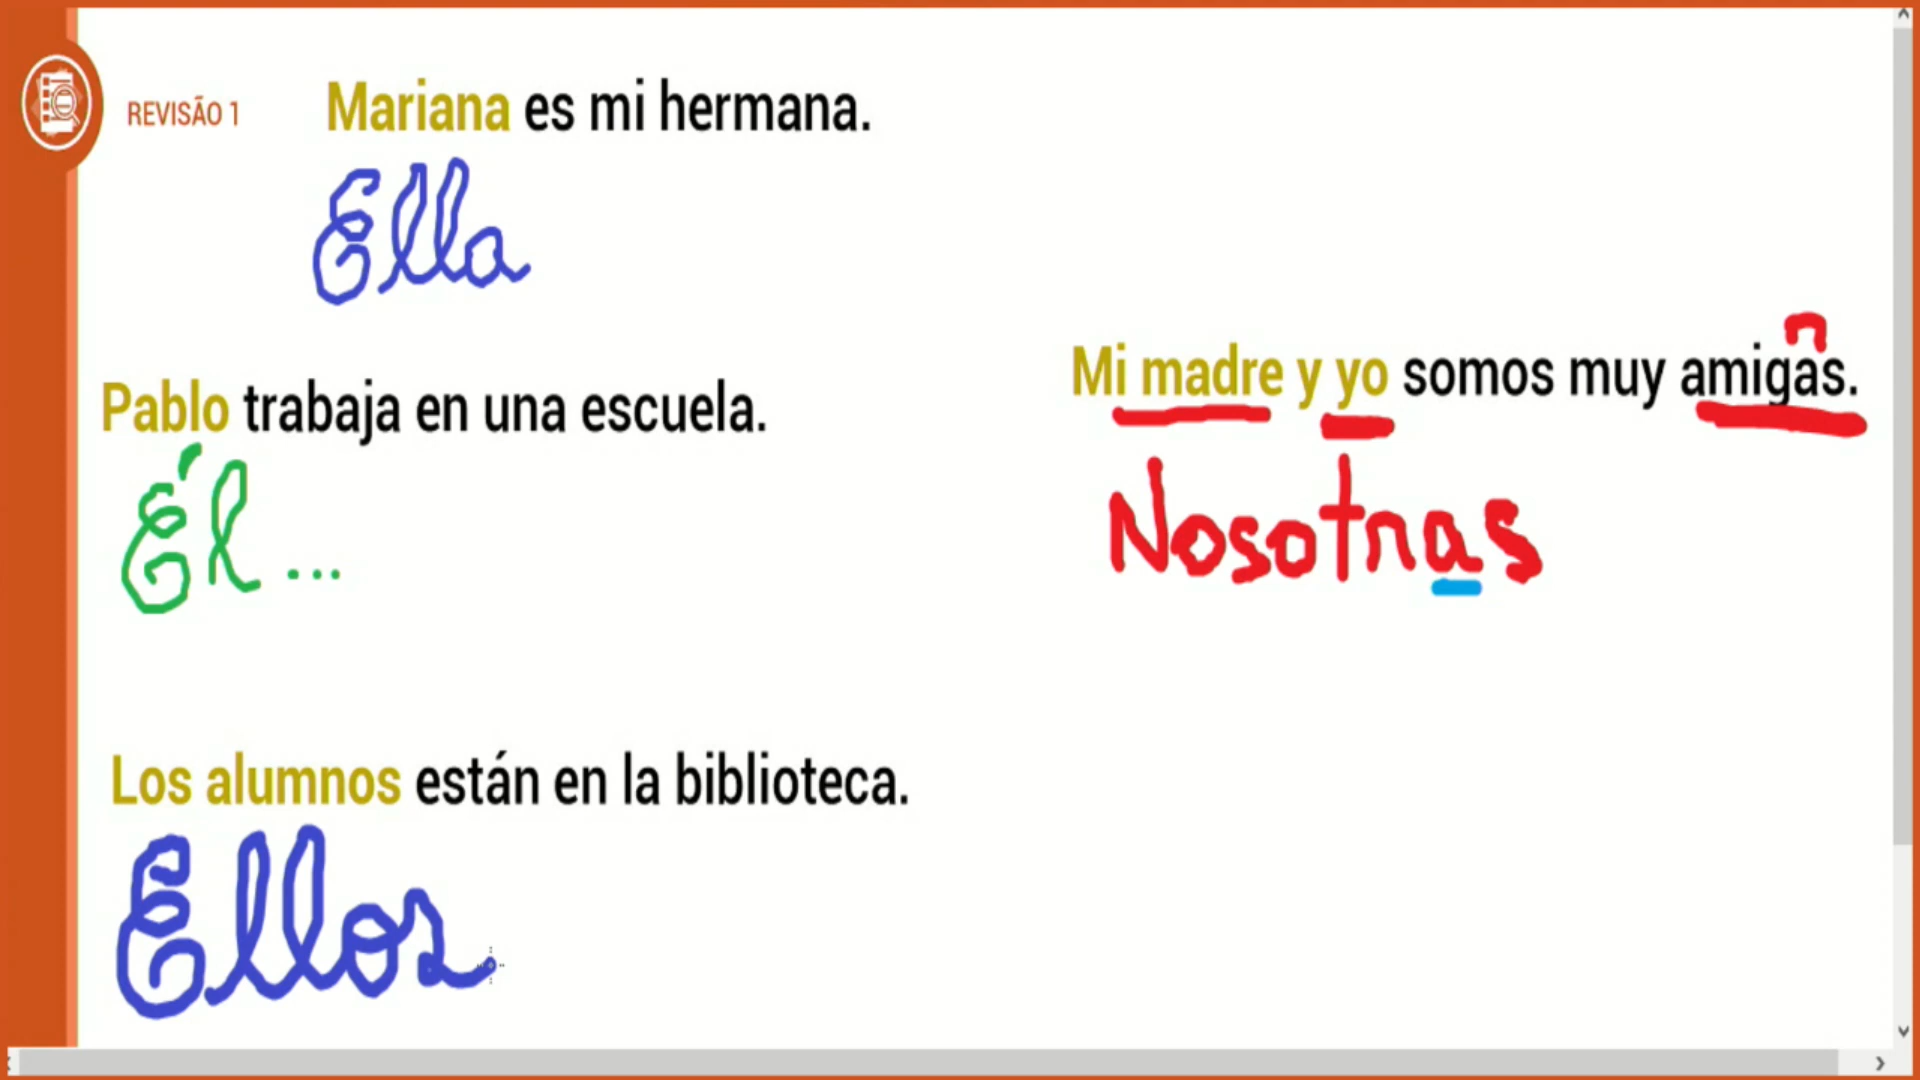 REVISÃO 1
Mariana es mi hermana.
Ella
Pablo trabaja en una escuela.
Él ...
Los alumnos están en la biblioteca.
Ellos
Mi madre y yo somos muy amigas.
Nosotras